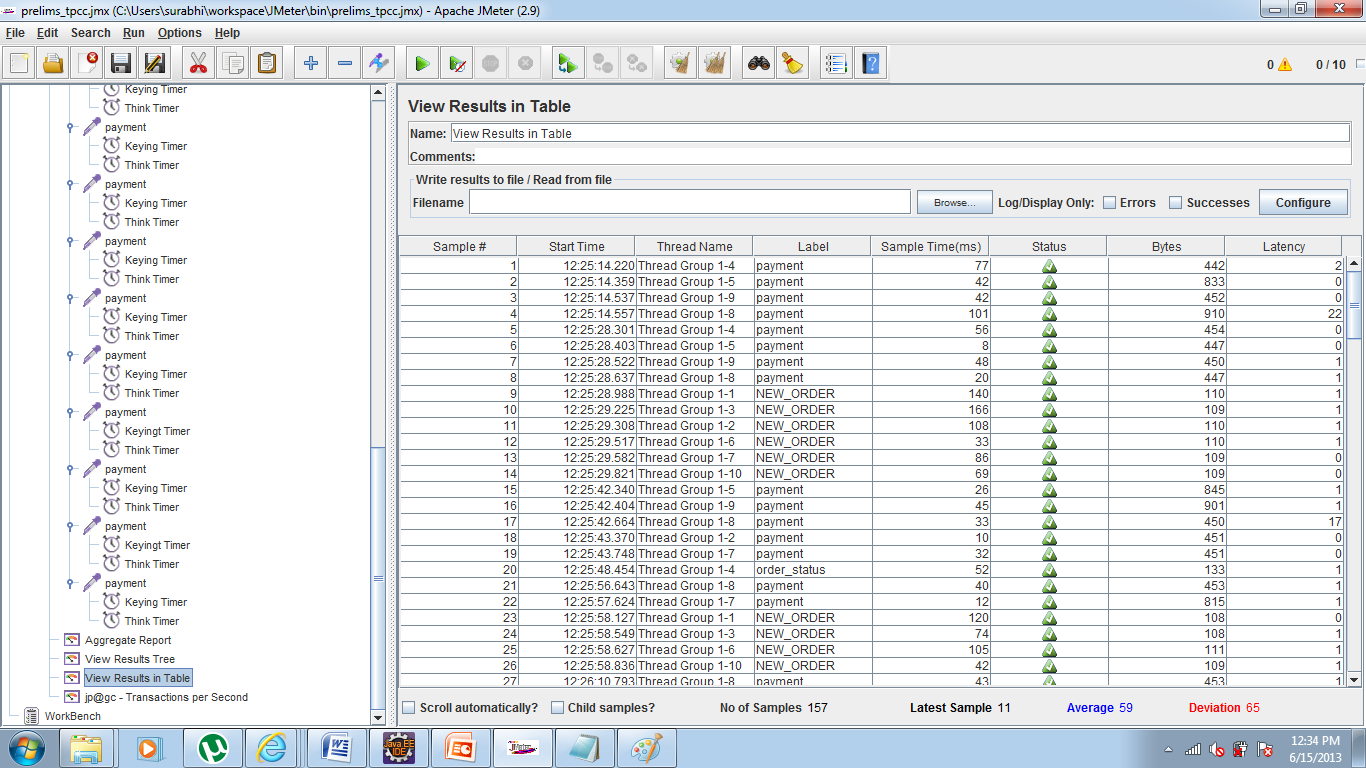 prelims_tpcc.jmx (C:\Users\surabhi\workspace\JMeter\bin\prelims_tpcc.jmx) - Apache JMeter (2.9)
File Edit Search Run Options Help
0 0 / 10
Keying Timer
Think Timer
payment
Keying Timer
Think Timer
payment
Keying Timer
Think Timer
payment
Keying Timer
Think Timer
payment
Keying Timer
Think Timer
payment
Keying Timer
Think Timer
payment
Keyingt Timer
Think Timer
payment
Keying Timer
Think Timer
payment
Keyingt Timer
Think Timer
payment
Keying Timer
Think Timer
Aggregate Report
View Results Tree
View Results in Table
jp@gc - Transactions per Second
WorkBench
View Results in Table
Name: View Results in Table
Comments:
Write results to file / Read from file
Filename Browse... Log/Display Only: Errors Successes Configure
Sample # Start Time Thread Name Label Sample Time(ms) Status Bytes Latency
1 12:25:14.220 Thread Group 1-4 payment 77 442 2
2 12:25:14.359 Thread Group 1-5 payment 42 833 0
3 12:25:14.537 Thread Group 1-9 payment 42 452 0
4 12:25:14.557 Thread Group 1-8 payment 101 910 22
5 12:25:28.301 Thread Group 1-4 payment 56 454 0
6 12:25:28.403 Thread Group 1-5 payment 8 447 0
7 12:25:28.522 Thread Group 1-9 payment 48 450 1
8 12:25:28.637 Thread Group 1-8 payment 20 447 1
9 12:25:28.988 Thread Group 1-1 NEW_ORDER 140 110 1
10 12:25:29.225 Thread Group 1-3 NEW_ORDER 166 109 1
11 12:25:29.308 Thread Group 1-2 NEW_ORDER 108 110 1
12 12:25:29.517 Thread Group 1-6 NEW_ORDER 33 110 1
13 12:25:29.582 Thread Group 1-7 NEW_ORDER 86 109 0
14 12:25:29.821 Thread Group 1-10 NEW_ORDER 69 109 0
15 12:25:42.340 Thread Group 1-5 payment 26 845 1
16 12:25:42.404 Thread Group 1-9 payment 45 901 1
17 12:25:42.664 Thread Group 1-8 payment 33 450 17
18 12:25:43.370 Thread Group 1-2 payment 10 451 0
19 12:25:43.748 Thread Group 1-7 payment 32 451 0
20 12:25:48.454 Thread Group 1-4 order_status 52 133 1
21 12:25:56.643 Thread Group 1-8 payment 40 453 1
22 12:25:57.624 Thread Group 1-7 payment 12 815 1
23 12:25:58.127 Thread Group 1-1 NEW_ORDER 120 108 0
24 12:25:58.549 Thread Group 1-3 NEW_ORDER 74 108 1
25 12:25:58.627 Thread Group 1-6 NEW_ORDER 105 111 1
26 12:25:58.836 Thread Group 1-10 NEW_ORDER 42 109 1
27 12:26:10.793 Thread Group 1-8 payment 43 453 1
Scroll automatically? Child samples? No of Samples 157 Latest Sample 11 Average 59 Deviation 65
Java EE
IDE
12:34 PM
6/15/2013